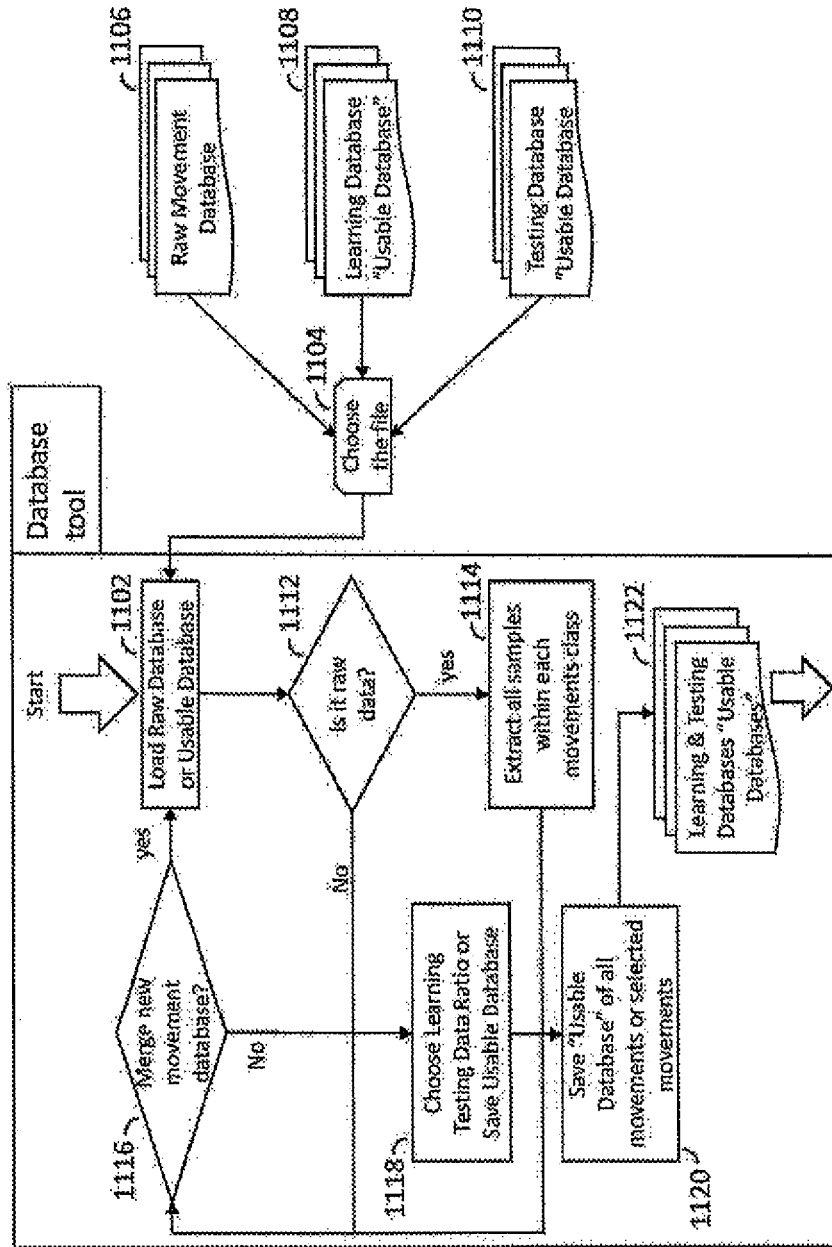 Database
tool
Start
1102
Load Raw Database
or Usable Database
1104
Choose
the file
1106
Raw Movement
Database
1108
Learning Database
"Usable Database"
1110
Testing Database
"Usable Database"
1112
Is it raw
data?
yes
No
1114
Extract all samples
within each
movements class
1116
Merge new
movement
database?
yes
No
1118
Choose Learning
Testing Data Ratio or
Save Usable Database
1120
Save "Usable
Database" of all
movements or selected
movements
1122
Learning & Testing
Databases "Usable
Databases"